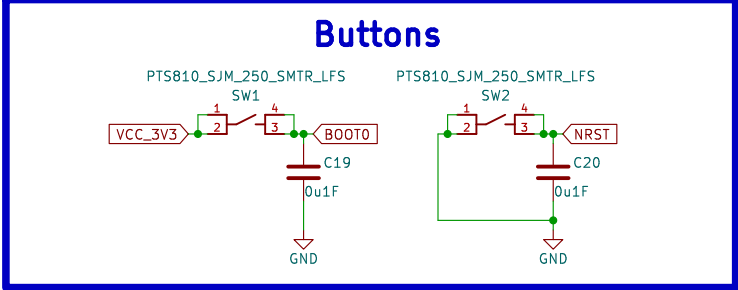 Buttons
PTS810_SJM_250_SMTR_LFS
SW1
1 4
2 3
VCC_3V3
BOOT0
C19
0u1F
GND
PTS810_SJM_250_SMTR_LFS
SW2
1 4
2 3
NRST
C20
0u1F
GND